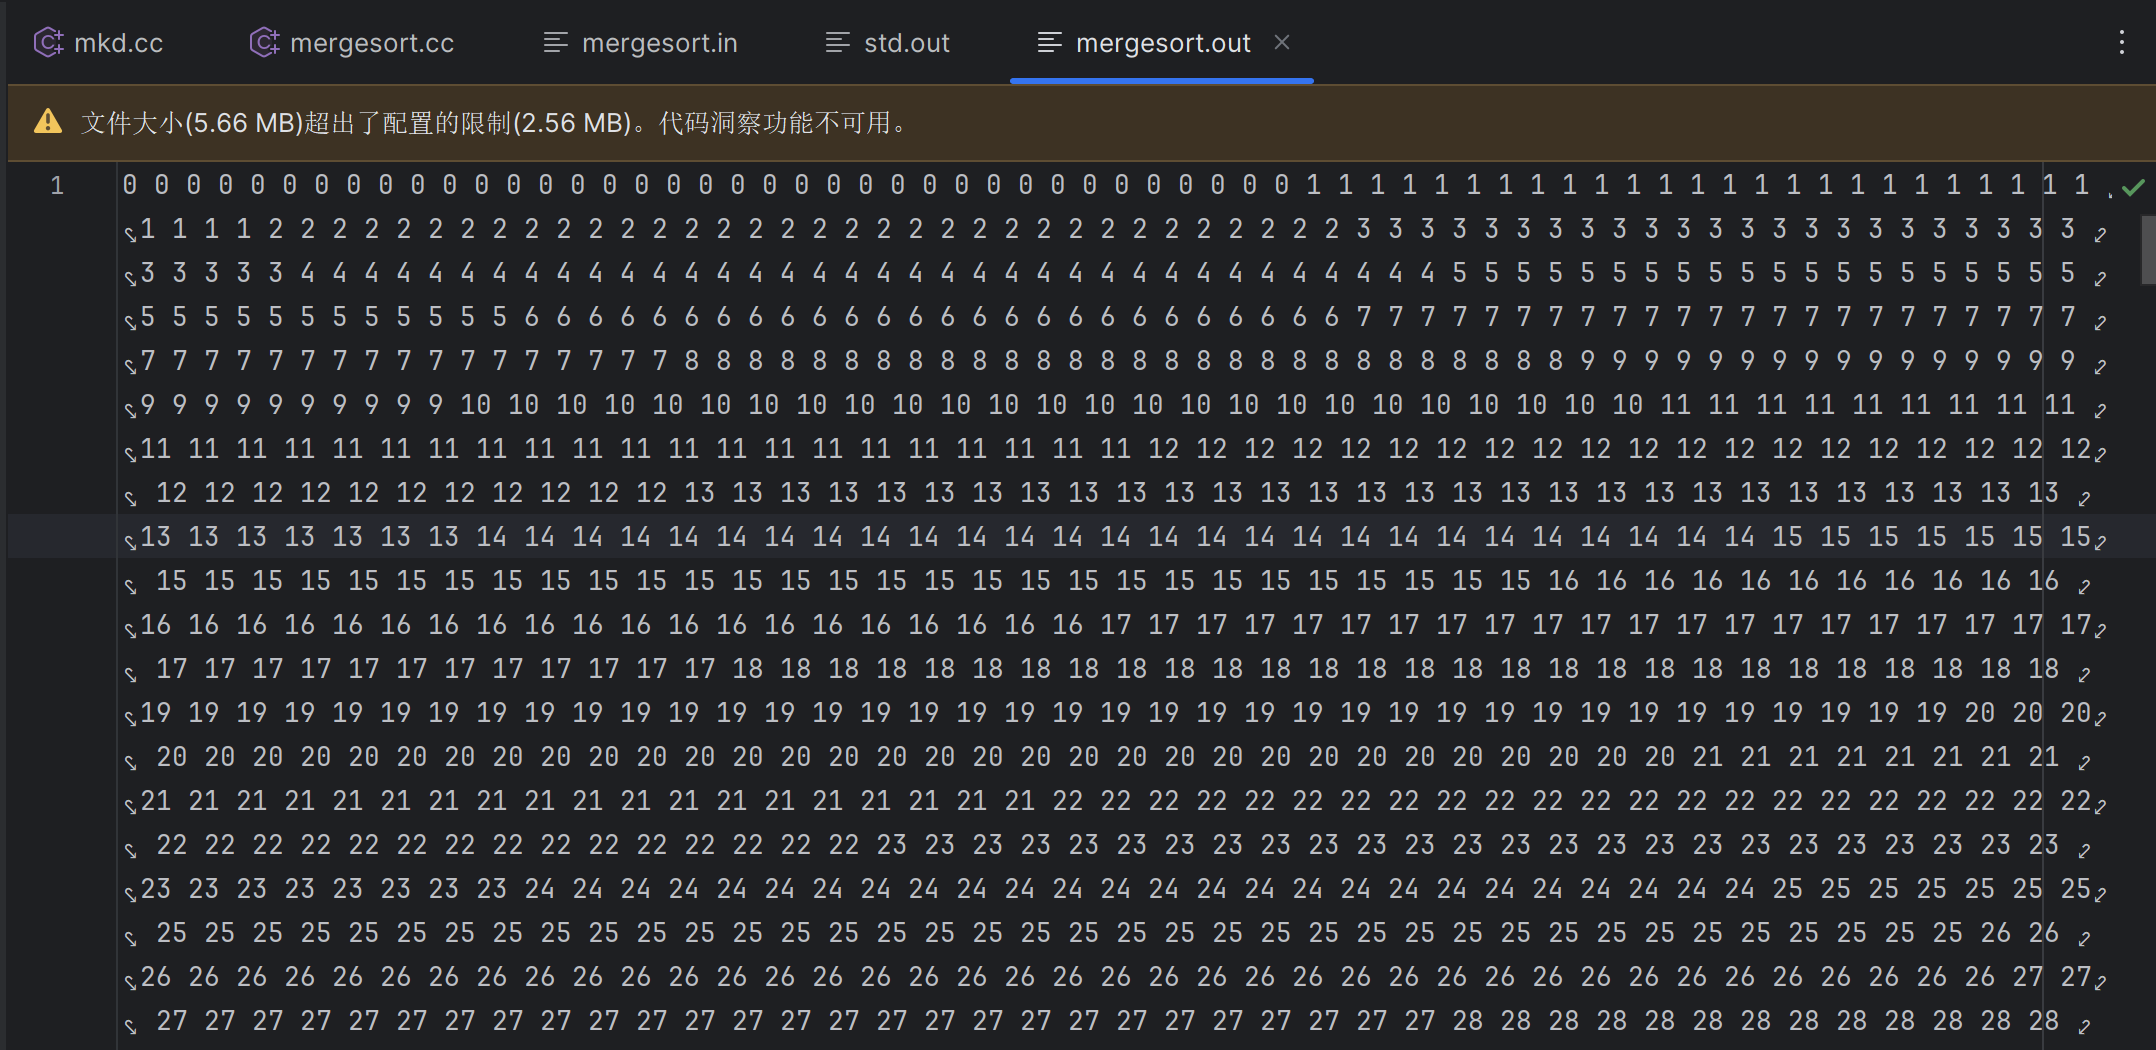 mkd.cc mergesort.cc mergesort.in std.out mergesort.out
文件大小(5.66 MB)超出了配置的限制(2.56 MB)。代码洞察功能不可用。
1 0 0 0 0 0 0 0 0 0 0 0 0 0 0 0 0 0 0 0 0 0 0 0 0 0 0 0 0 0 0 0 0 0 0 0 0 0 1 1 1 1 1 1 1 1 1 1 1 1 1 1 1 1 1 1 1 1 1 1 1 1 1
1 1 1 1 2 2 2 2 2 2 2 2 2 2 2 2 2 2 2 2 2 2 2 2 2 2 2 2 2 2 2 2 2 2 2 2 2 2 3 3 3 3 3 3 3 3 3 3 3 3 3 3 3 3 3 3 3 3 3 3 3
3 3 3 3 3 4 4 4 4 4 4 4 4 4 4 4 4 4 4 4 4 4 4 4 4 4 4 4 4 4 4 4 4 4 4 4 4 4 4 4 4 5 5 5 5 5 5 5 5 5 5 5 5 5 5 5 5 5 5 5 5
5 5 5 5 5 5 5 5 5 5 5 5 6 6 6 6 6 6 6 6 6 6 6 6 6 6 6 6 6 6 6 6 6 6 6 6 6 6 7 7 7 7 7 7 7 7 7 7 7 7 7 7 7 7 7 7 7 7 7 7 7
7 7 7 7 7 7 7 7 7 7 7 7 7 7 7 7 7 8 8 8 8 8 8 8 8 8 8 8 8 8 8 8 8 8 8 8 8 8 8 8 8 8 8 8 8 9 9 9 9 9 9 9 9 9 9 9 9 9 9 9 9
9 9 9 9 9 9 9 9 9 9 10 10 10 10 10 10 10 10 10 10 10 10 10 10 10 10 10 10 10 10 10 10 10 10 10 11 11 11 11 11 11 11 11 11
11 11 11 11 11 11 11 11 11 11 11 11 11 11 11 11 11 11 11 11 11 12 12 12 12 12 12 12 12 12 12 12 12 12 12 12 12 12 12 12 12
12 12 12 12 12 12 12 12 12 12 12 13 13 13 13 13 13 13 13 13 13 13 13 13 13 13 13 13 13 13 13 13 13 13 13 13 13 13 13 13
13 13 13 13 13 13 13 14 14 14 14 14 14 14 14 14 14 14 14 14 14 14 14 14 14 14 14 14 14 14 14 14 14 14 15 15 15 15 15 15 15
15 15 15 15 15 15 15 15 15 15 15 15 15 15 15 15 15 15 15 15 15 15 15 15 15 15 15 15 15 16 16 16 16 16 16 16 16 16 16 16
16 16 16 16 16 16 16 16 16 16 16 16 16 16 16 16 16 16 16 16 17 17 17 17 17 17 17 17 17 17 17 17 17 17 17 17 17 17 17 17 17
17 17 17 17 17 17 17 17 17 17 17 17 18 18 18 18 18 18 18 18 18 18 18 18 18 18 18 18 18 18 18 18 18 18 18 18 18 18 18 18
19 19 19 19 19 19 19 19 19 19 19 19 19 19 19 19 19 19 19 19 19 19 19 19 19 19 19 19 19 19 19 19 19 19 19 19 19 19 20 20 20
20 20 20 20 20 20 20 20 20 20 20 20 20 20 20 20 20 20 20 20 20 20 20 20 20 20 20 20 20 20 20 20 21 21 21 21 21 21 21 21
21 21 21 21 21 21 21 21 21 21 21 21 21 21 21 21 21 21 21 22 22 22 22 22 22 22 22 22 22 22 22 22 22 22 22 22 22 22 22 22 22
22 22 22 22 22 22 22 22 22 22 22 22 22 22 22 23 23 23 23 23 23 23 23 23 23 23 23 23 23 23 23 23 23 23 23 23 23 23 23 23
23 23 23 23 23 23 23 23 24 24 24 24 24 24 24 24 24 24 24 24 24 24 24 24 24 24 24 24 24 24 24 24 24 24 25 25 25 25 25 25 25
25 25 25 25 25 25 25 25 25 25 25 25 25 25 25 25 25 25 25 25 25 25 25 25 25 25 25 25 25 25 25 25 25 25 25 25 25 25 26 26
26 26 26 26 26 26 26 26 26 26 26 26 26 26 26 26 26 26 26 26 26 26 26 26 26 26 26 26 26 26 26 26 26 26 26 26 26 26 26 27 27
27 27 27 27 27 27 27 27 27 27 27 27 27 27 27 27 27 27 27 27 27 27 27 27 27 27 27 28 28 28 28 28 28 28 28 28 28 28 28 28